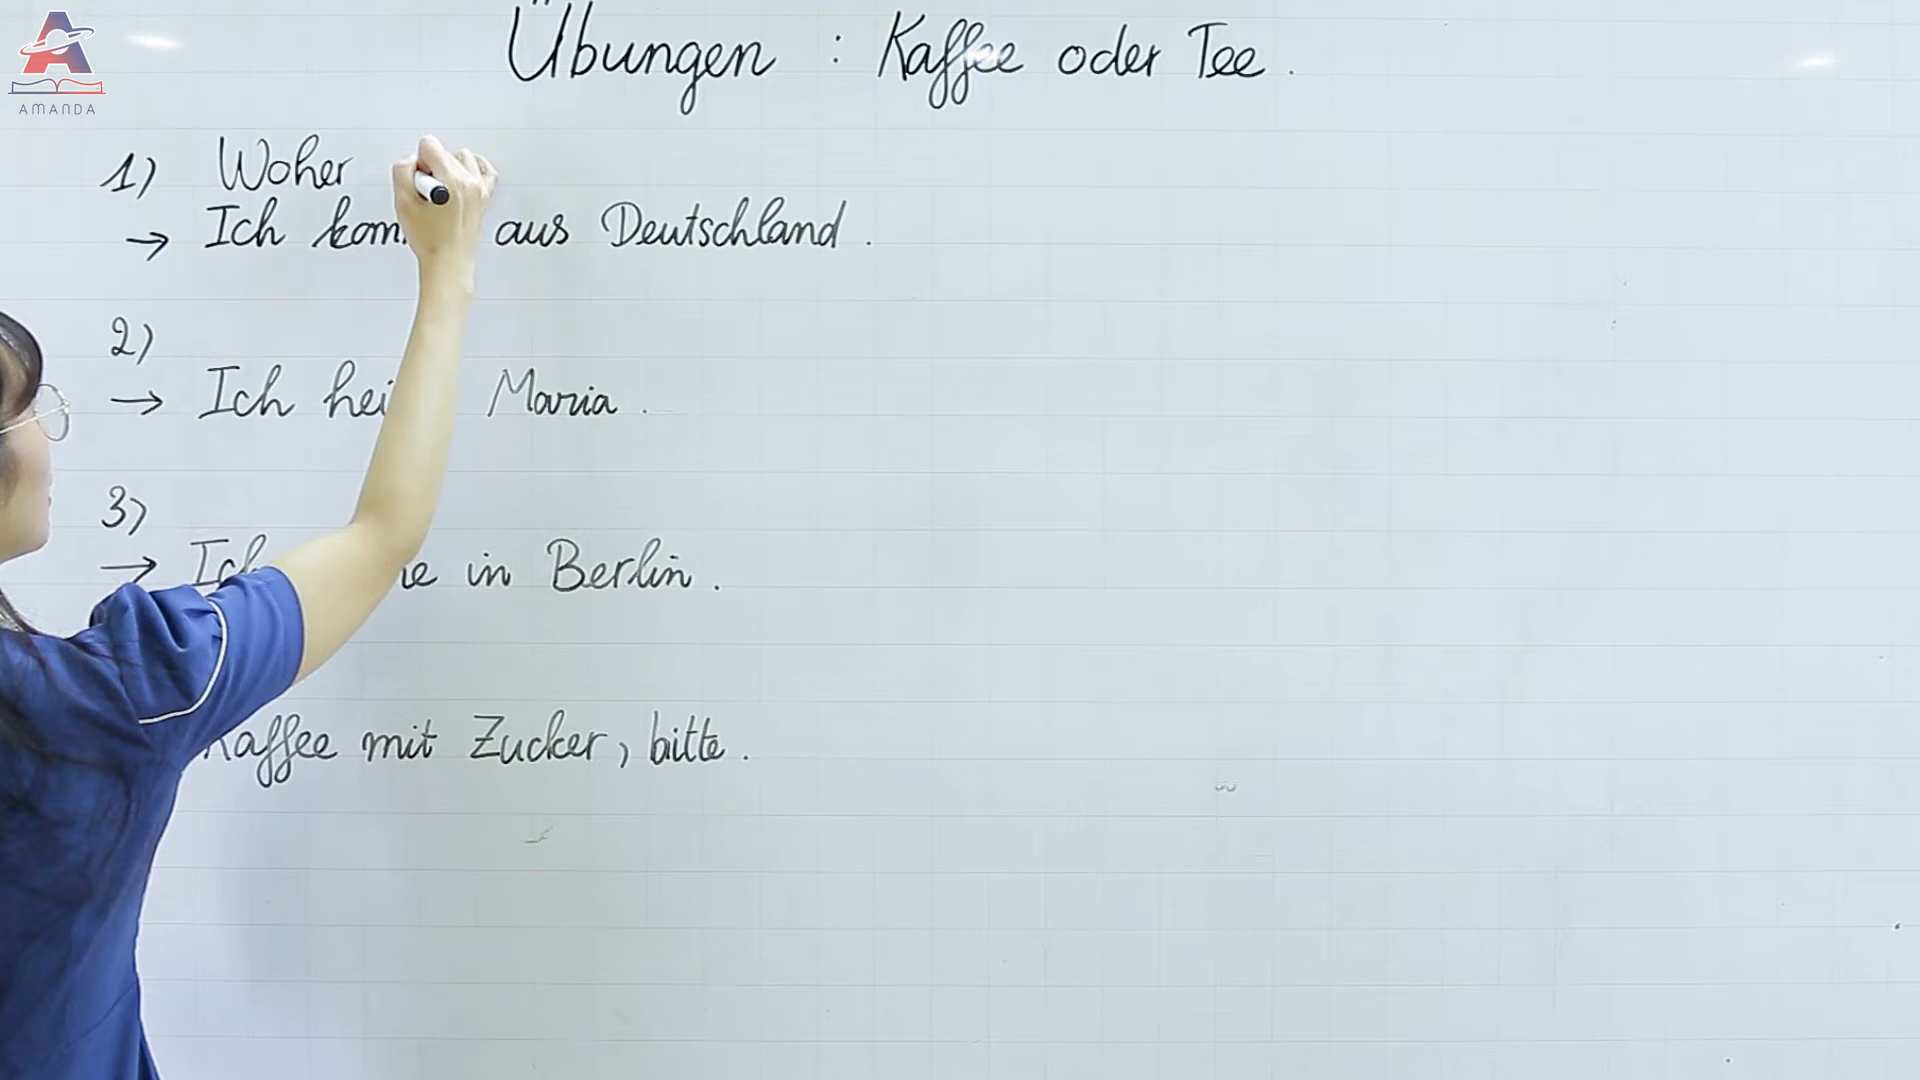 AMANDA
Übungen : Kaffee oder Tee .
1) Woher
→ Ich aus Deutschland .
2)
→ Ich Maria .
3)
→ Ich in Berlin .
Kaffee mit Zucker, bitte .